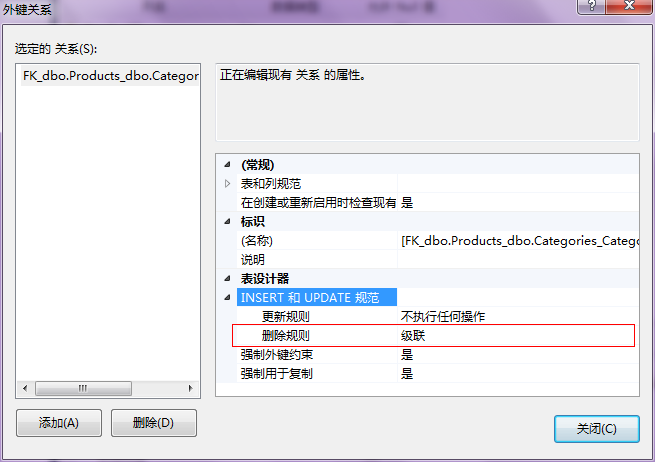 外键关系
选定的 关系(S):
FK_dbo.Products_dbo.Categor
正在编辑现有 关系 的属性。
(常规)
表和列规范
在创建或重新启用时检查现有 是
标识
(名称) [FK_dbo.Products_dbo.Categories_Catego
说明
表设计器
INSERT 和 UPDATE 规范
更新规则 不执行任何操作
删除规则 级联
强制外键约束 是
强制用于复制 是
添加(A) 删除(D)
关闭(C)